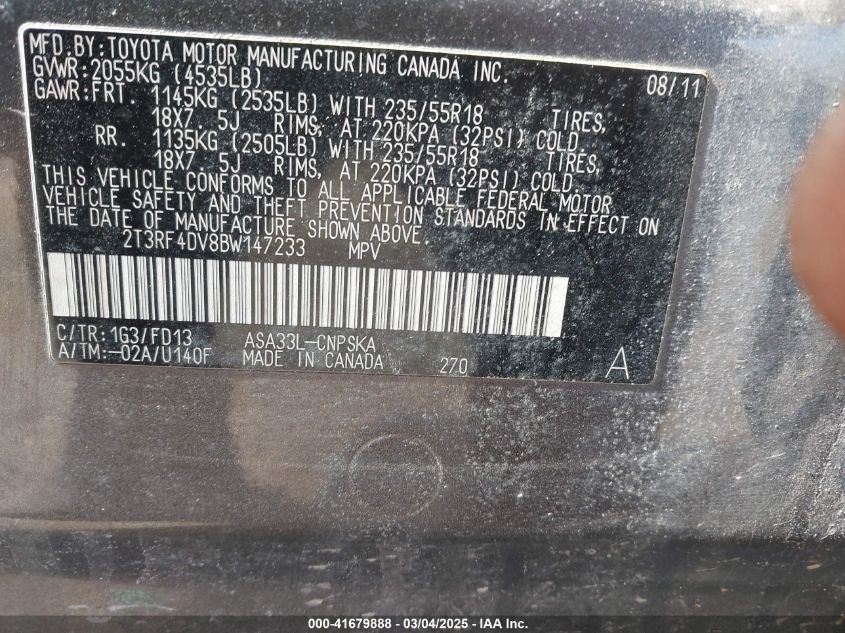 MFD.BY:TOYOTA MOTOR MANUFACTURING CANADA INC.
GVWR:2055KG (4535LB) 08/11
GAWR:FRT. 1145KG (2535LB) WITH 235/55R18 TIRES,
18X7 5J RIMS, AT 220KPA (32PSI) COLD
RR. 1135KG (2505LB) WITH 235/55R18 TIRES,
18X7 5J RIMS, AT 220KPA (32PSI) COLD
THIS VEHICLE CONFORMS TO ALL APPLICABLE FEDERAL MOTOR
VEHICLE SAFETY AND THEFT PREVENTION STANDARDS IN EFFECT ON
THE DATE OF MANUFACTURE SHOWN ABOVE.
2T3RF4DV8BW147233 MPV
C/TR:1G3/FD13 ASA33L-CNPSKA
A/TM:-02A/U140F MADE IN CANADA 270 A
000-41679888 - 03/04/2025 - IAA Inc.